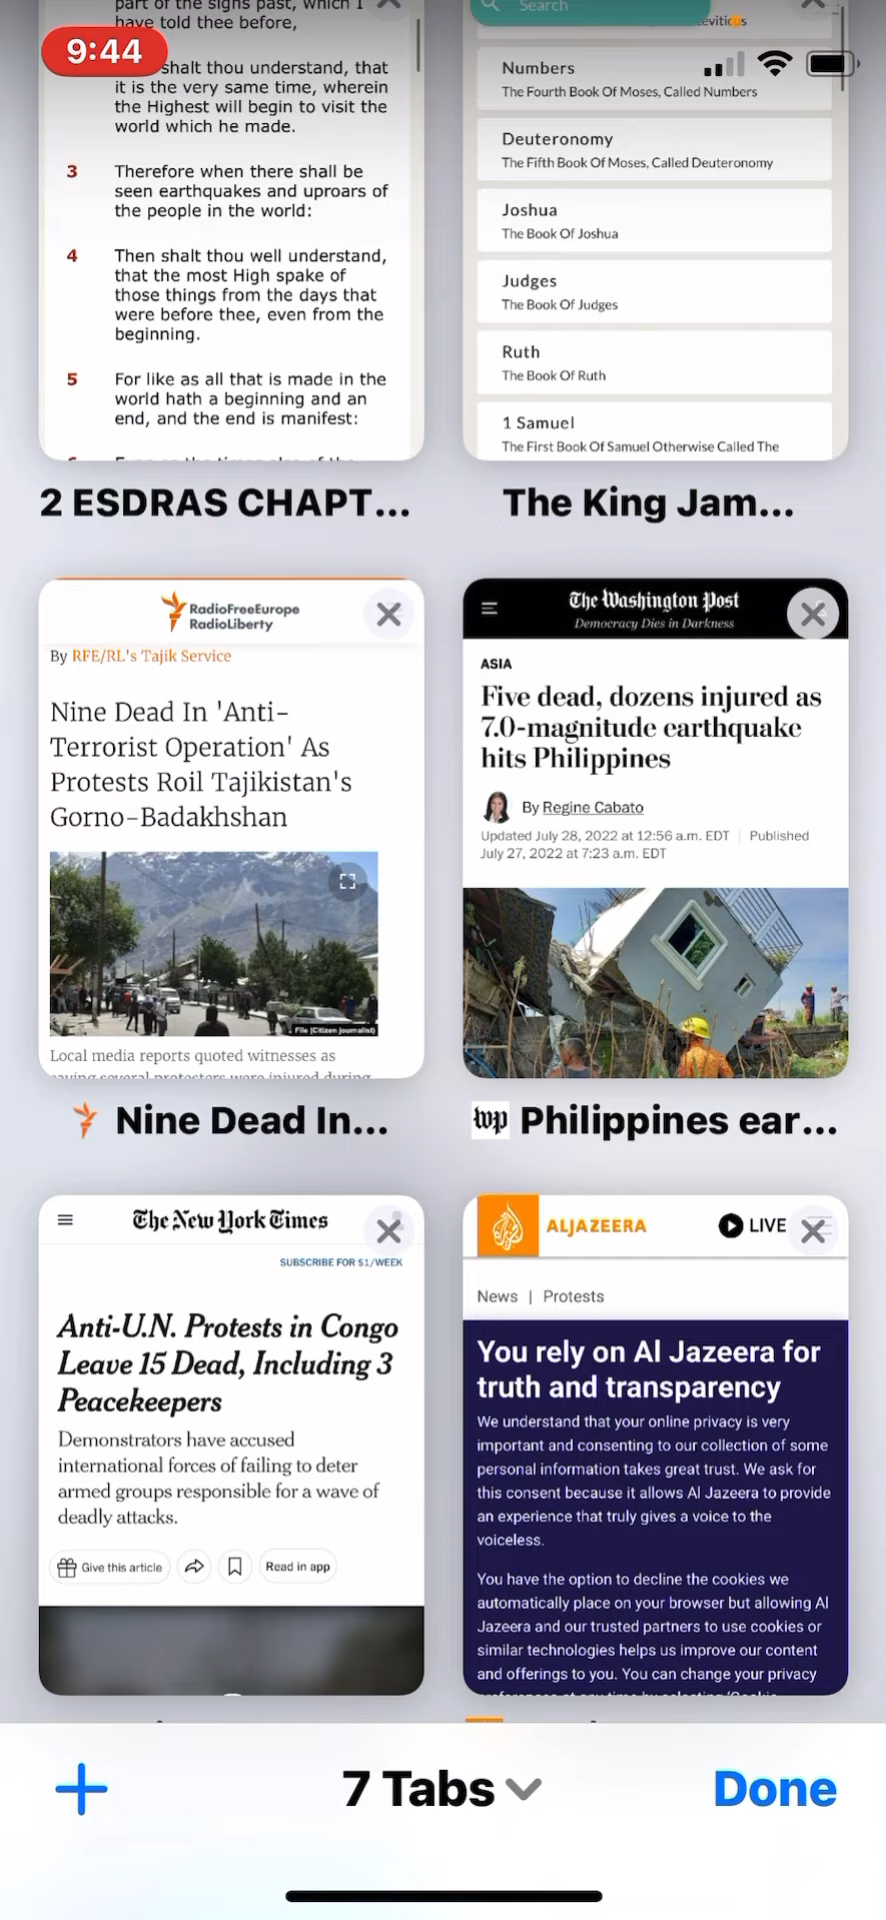 part of the signs past, which I
have told thee before,
9:44
shalt thou understand, that
it is the very same time, wherein
the Highest will begin to visit the
world which he made.
3 Therefore when there shall be
seen earthquakes and uproars of
the people in the world:
4 Then shalt thou well understand,
that the most High spake of
those things from the days that
were before thee, even from the
beginning.
5 For like as all that is made in the
world hath a beginning and an
end, and the end is manifest:
2 ESDRAS CHAPT...
Search
Numbers
The Fourth Book Of Moses, Called Numbers
Deuteronomy
The Fifth Book Of Moses, Called Deuteronomy
Joshua
The Book Of Joshua
Judges
The Book Of Judges
Ruth
The Book Of Ruth
1 Samuel
The First Book Of Samuel Otherwise Called The
The King Jam...
RadioFreeEurope
RadioLiberty
By RFE/RL's Tajik Service
Nine Dead In 'Anti-
Terrorist Operation' As
Protests Roil Tajikistan's
Gorno-Badakhshan
File (Citizen journalist)
Local media reports quoted witnesses as
saying several protesters were injured during
Nine Dead In...
The Washington Post
Democracy Dies in Darkness
ASIA
Five dead, dozens injured as
7.0-magnitude earthquake
hits Philippines
By Regine Cabato
Updated July 28, 2022 at 12:56 a.m. EDT | Published
July 27, 2022 at 7:23 a.m. EDT
wp Philippines ear...
The New York Times
SUBSCRIBE FOR $1/WEEK
Anti-U.N. Protests in Congo
Leave 15 Dead, Including 3
Peacekeepers
Demonstrators have accused
international forces of failing to deter
armed groups responsible for a wave of
deadly attacks.
Give this article
Read in app
ALJAZEERA
LIVE
News | Protests
You rely on Al Jazeera for
truth and transparency
We understand that your online privacy is very
important and consenting to our collection of some
personal information takes great trust. We ask for
this consent because it allows Al Jazeera to provide
an experience that truly gives a voice to the
voiceless.
You have the option to decline the cookies we
automatically place on your browser but allowing Al
Jazeera and our trusted partners to use cookies or
similar technologies helps us improve our content
and offerings to you. You can change your privacy
7 Tabs
Done